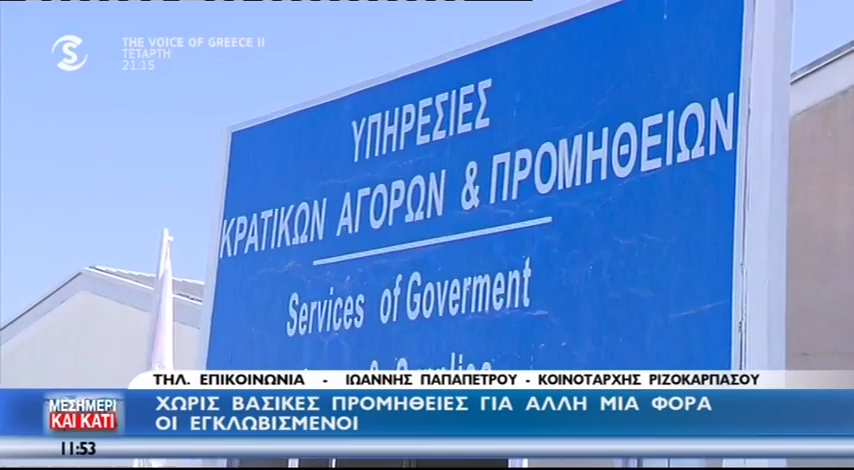 THE VOICE OF GREECE II
ΤΕΤΑΡΤΗ
21:15
ΥΠΗΡΕΣΙΕΣ
ΚΡΑΤΙΚΩΝ ΑΓΟΡΩΝ & ΠΡΟΜΗΘΕΙΩΝ
Services of Goverment
& Supplies
ΤΗΛ. ΕΠΙΚΟΙΝΩΝΙΑ - ΙΩΑΝΝΗΣ ΠΑΠΑΠΕΤΡΟΥ - ΚΟΙΝΟΤΑΡΧΗΣ ΡΙΖΟΚΑΡΠΑΣΟΥ
ΜΕΣΗΜΕΡΙ
ΚΑΙ ΚΑΤΙ
ΧΩΡΙΣ ΒΑΣΙΚΕΣ ΠΡΟΜΗΘΕΙΕΣ ΓΙΑ ΑΛΛΗ ΜΙΑ ΦΟΡΑ
ΟΙ ΕΓΚΛΩΒΙΣΜΕΝΟΙ
11:53